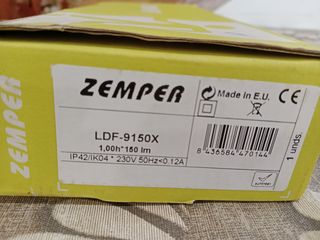 ZEMPER
ZEMPER
Made in E.U.
CE
LDF-9150X
1,00h* 150 lm
IP42/IK04 * 230V 50Hz<0.12A
8 436584 470144
1 unds.